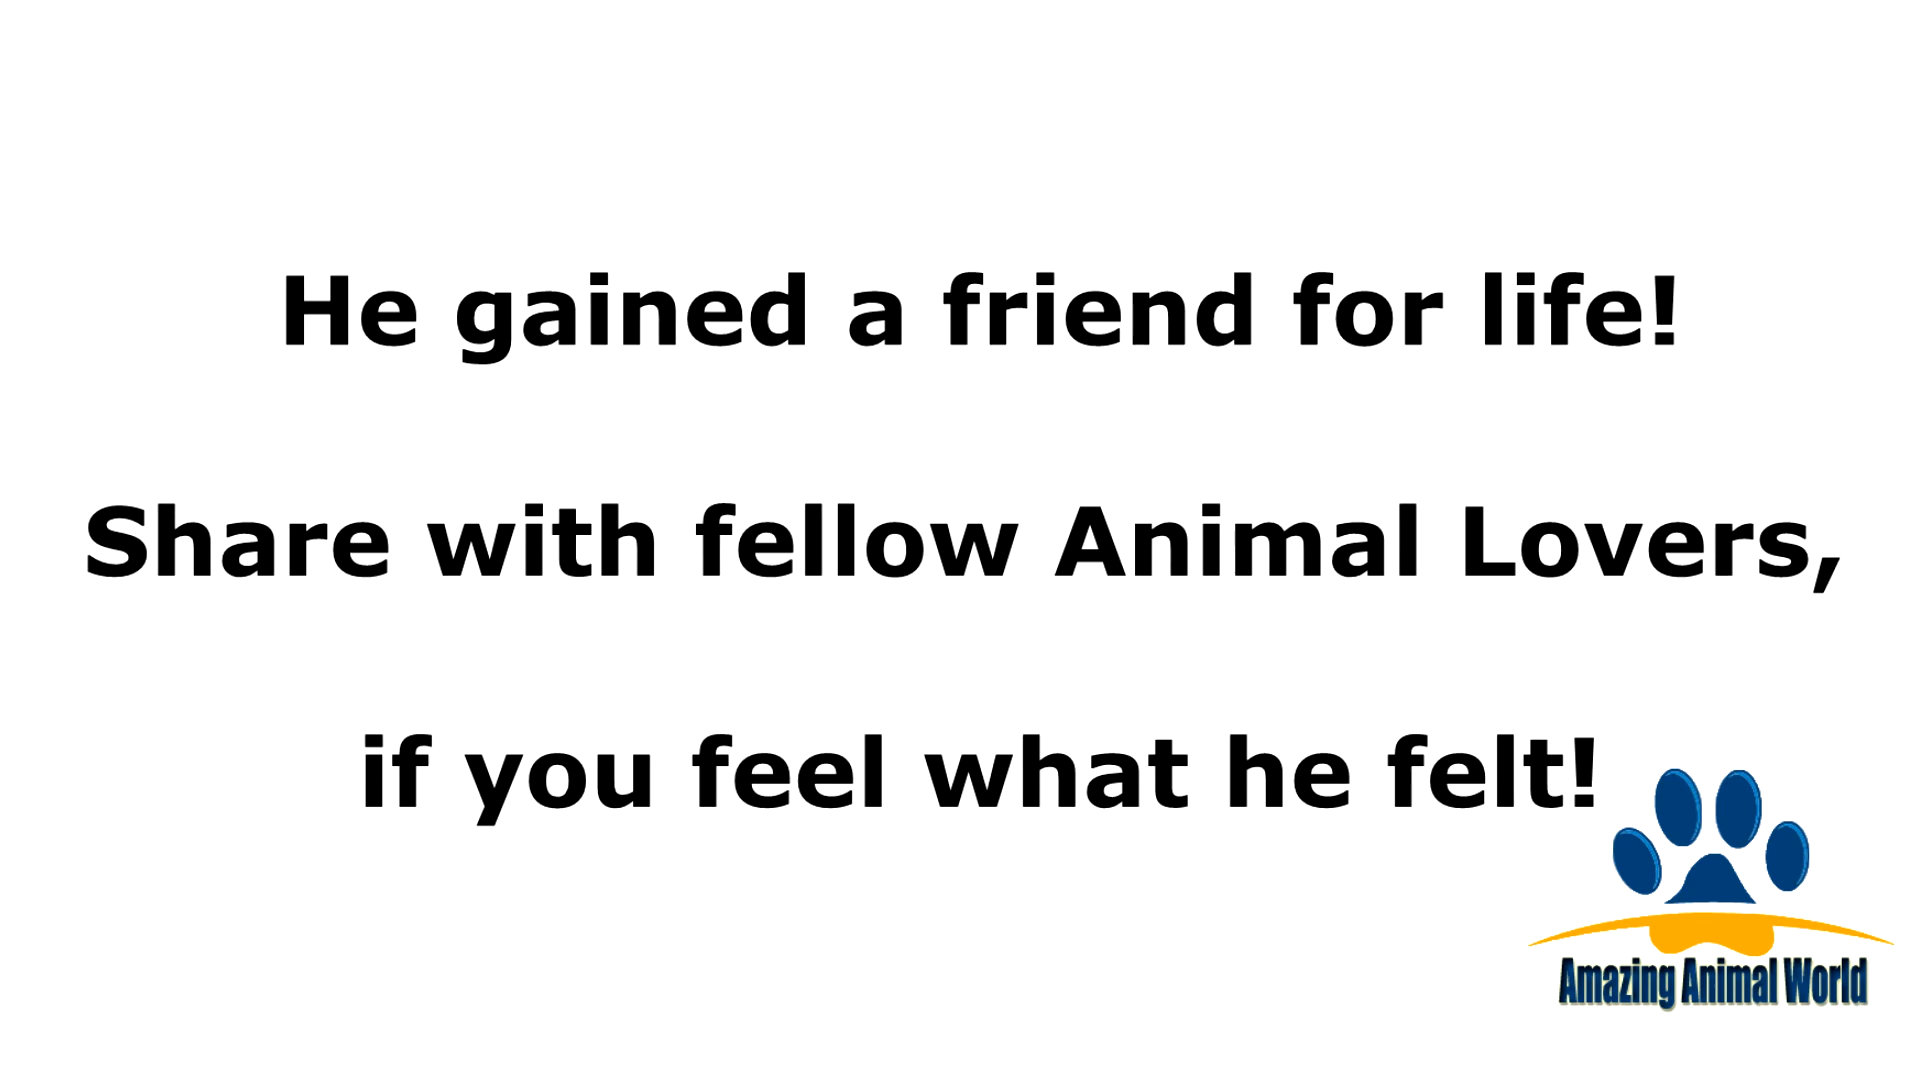 He gained a friend for life!
Share with fellow Animal Lovers,
if you feel what he felt!
Amazing Animal World